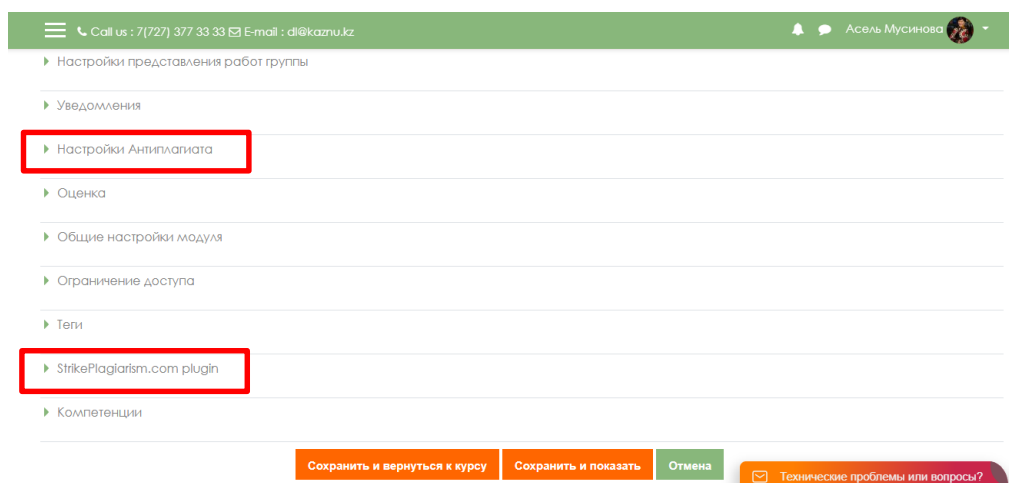 Call us : 7(727) 377 33 33 E-mail : dl@kaznu.kz Асель Мусинова
Настройки представления работ группы
Уведомления
Настройки Антиплагиата
Оценка
Общие настройки модуля
Ограничение доступа
Теги
StrikePlagiarism.com plugin
Компетенции
Сохранить и вернуться к курсу Сохранить и показать Отмена
Технические проблемы или вопросы?